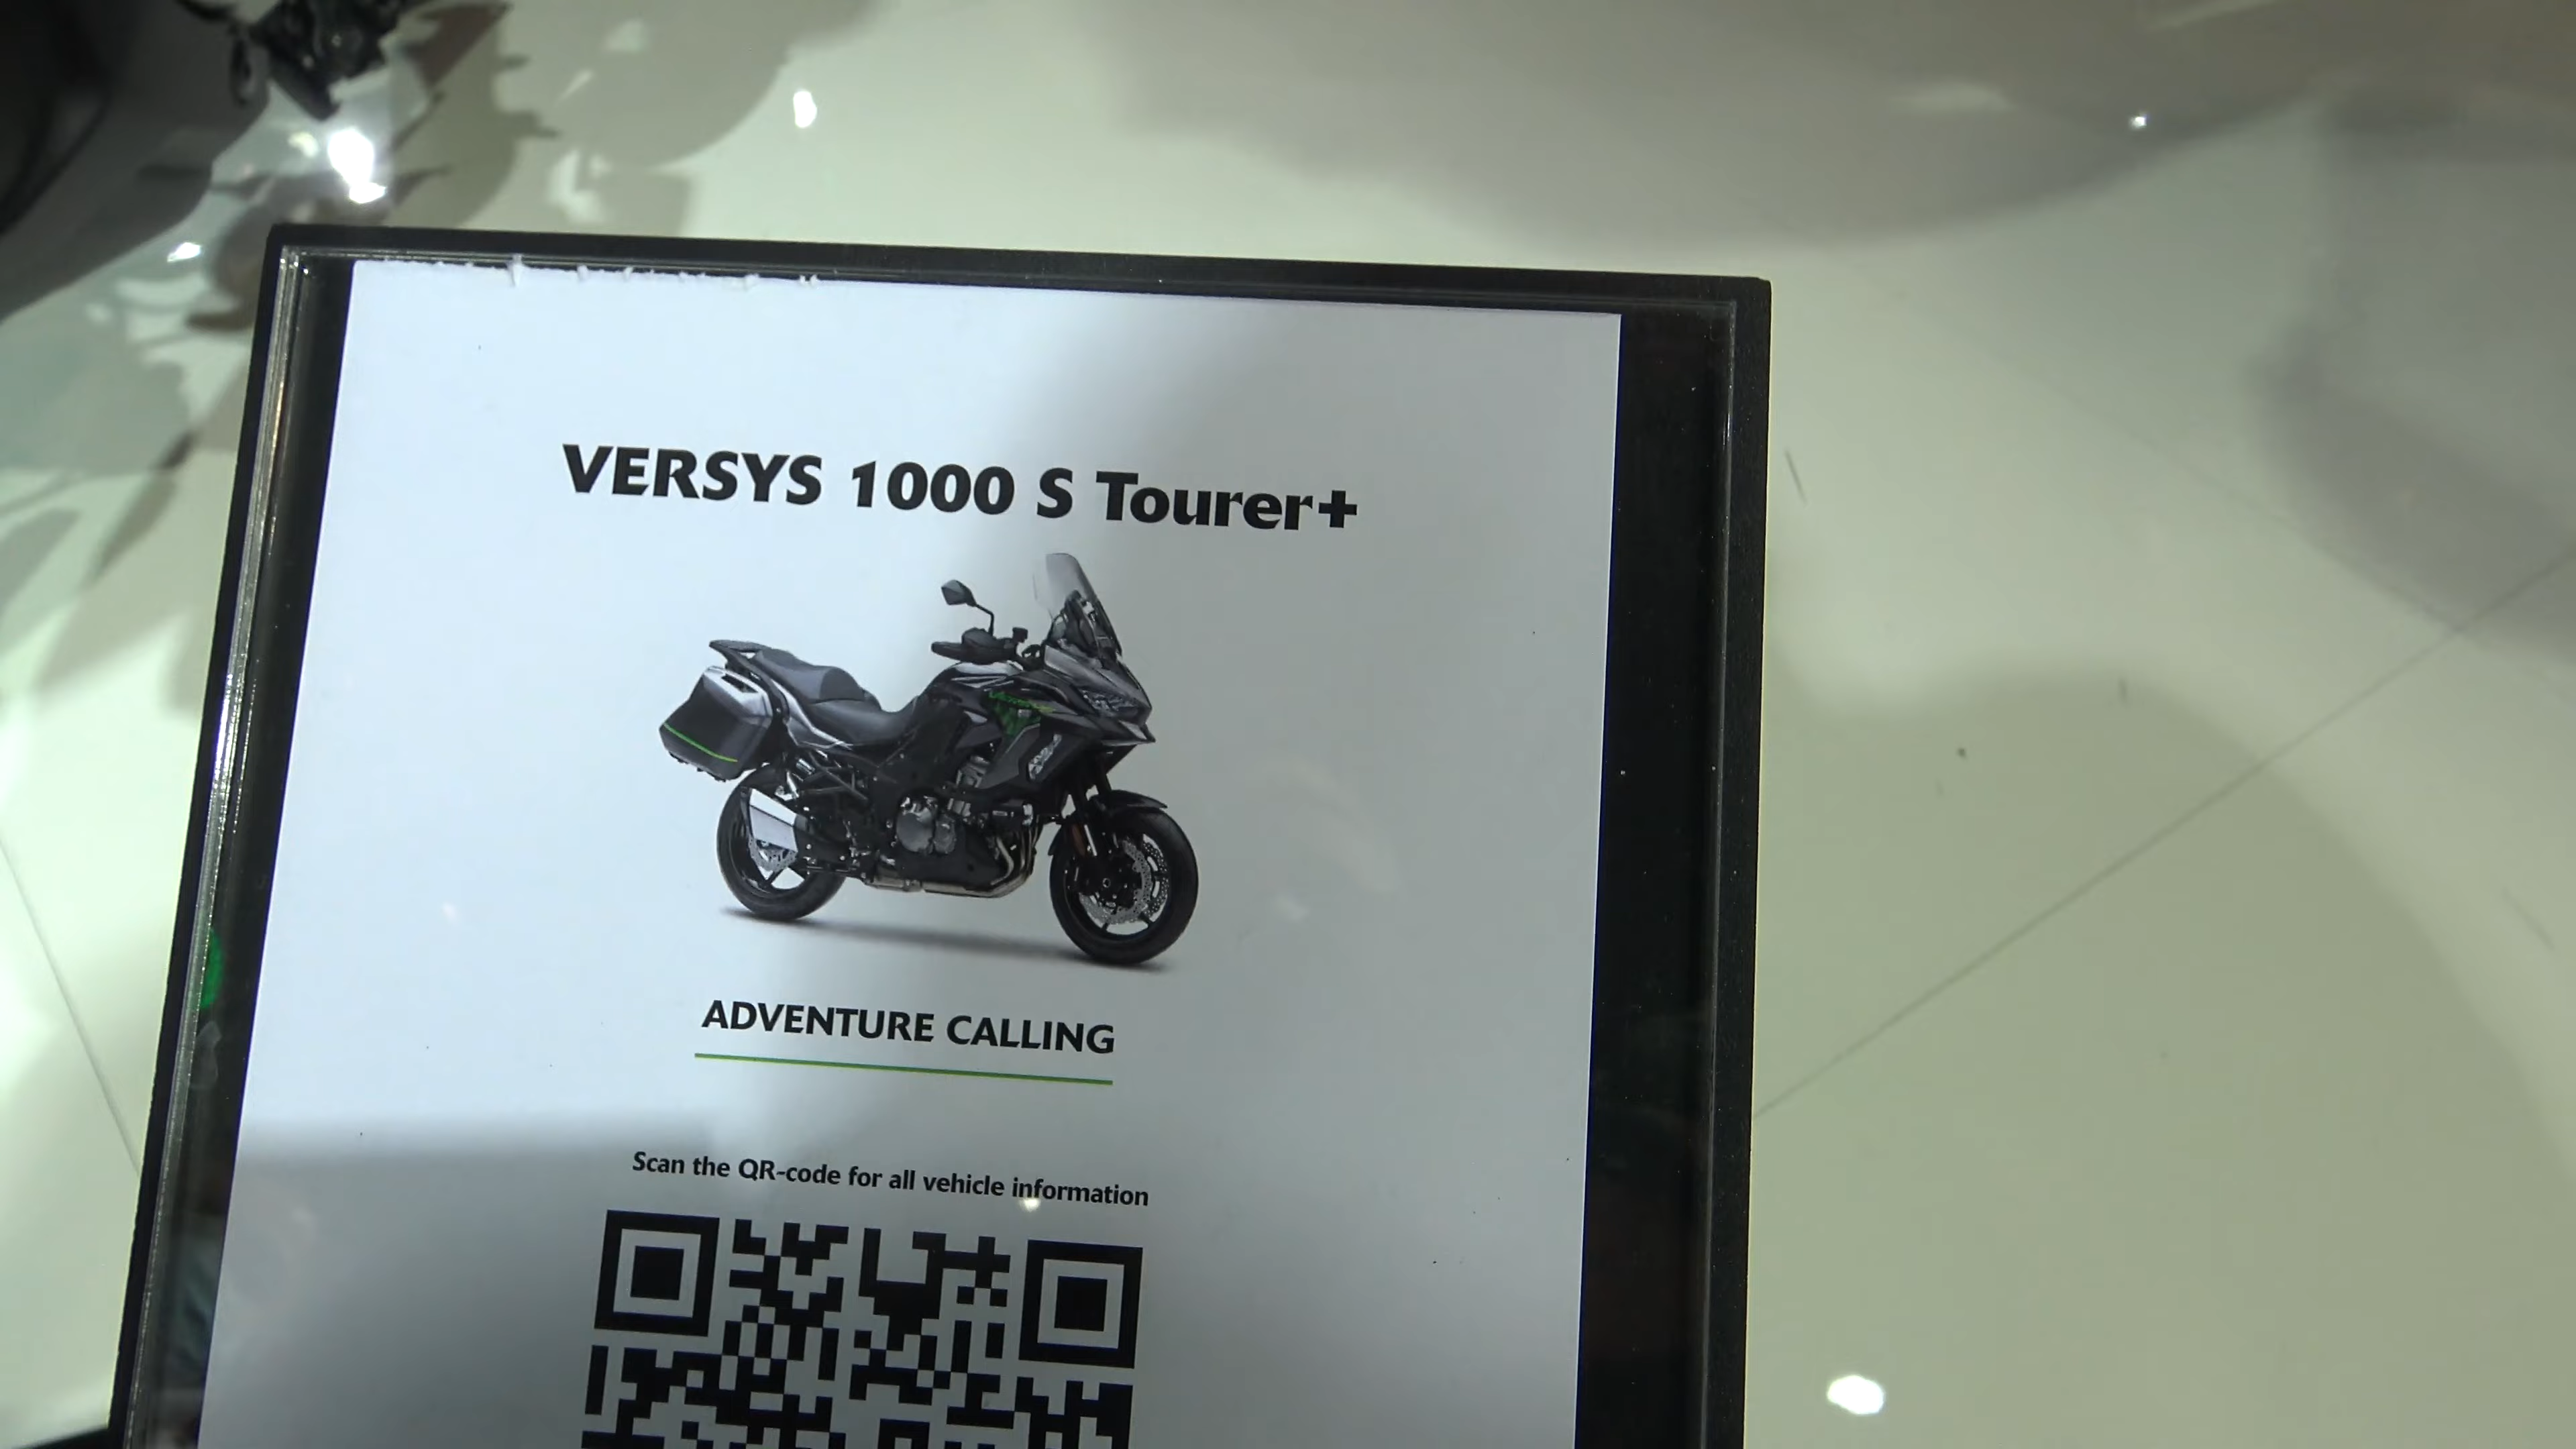 VERSYS 1000 S Tourer+
ADVENTURE CALLING
Scan the QR-code for all vehicle information